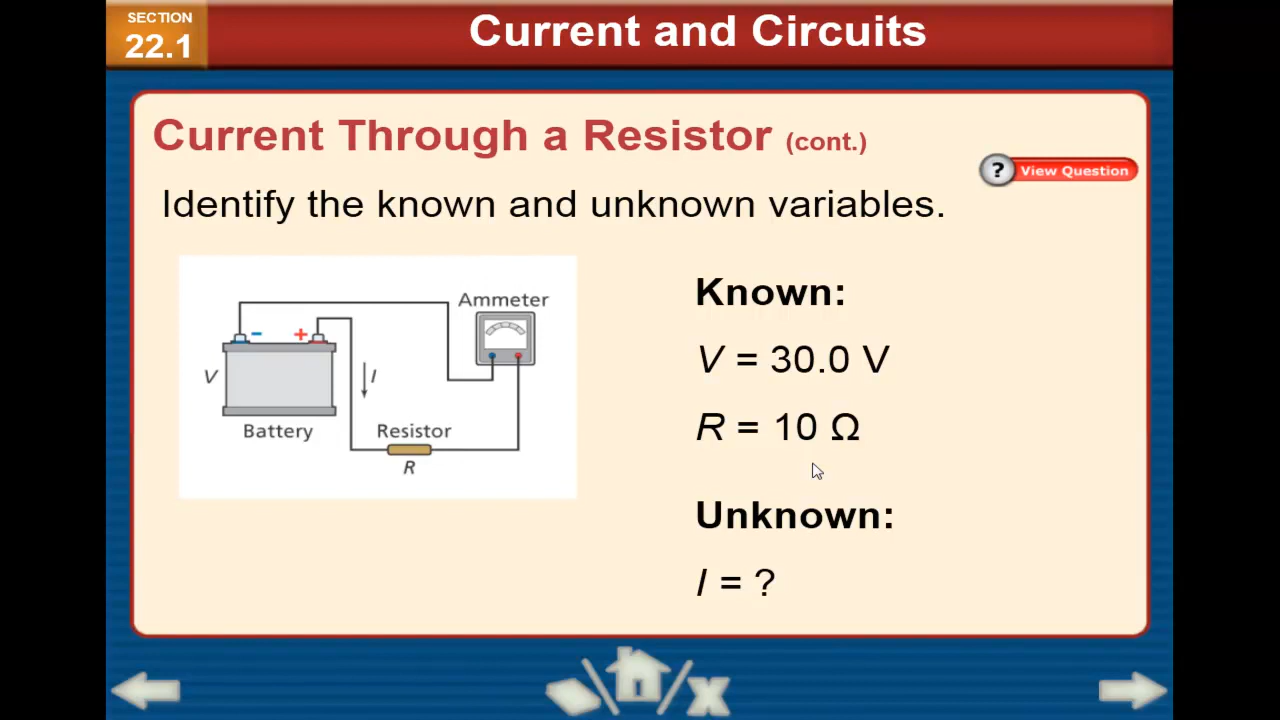 SECTION
22.1
Current and Circuits
Current Through a Resistor (cont.)
? View Question
Identify the known and unknown variables.
Ammeter
- +
V
I
Battery
Resistor
R
Known:
V = 30.0 V
R = 10 Ω
Unknown:
I = ?